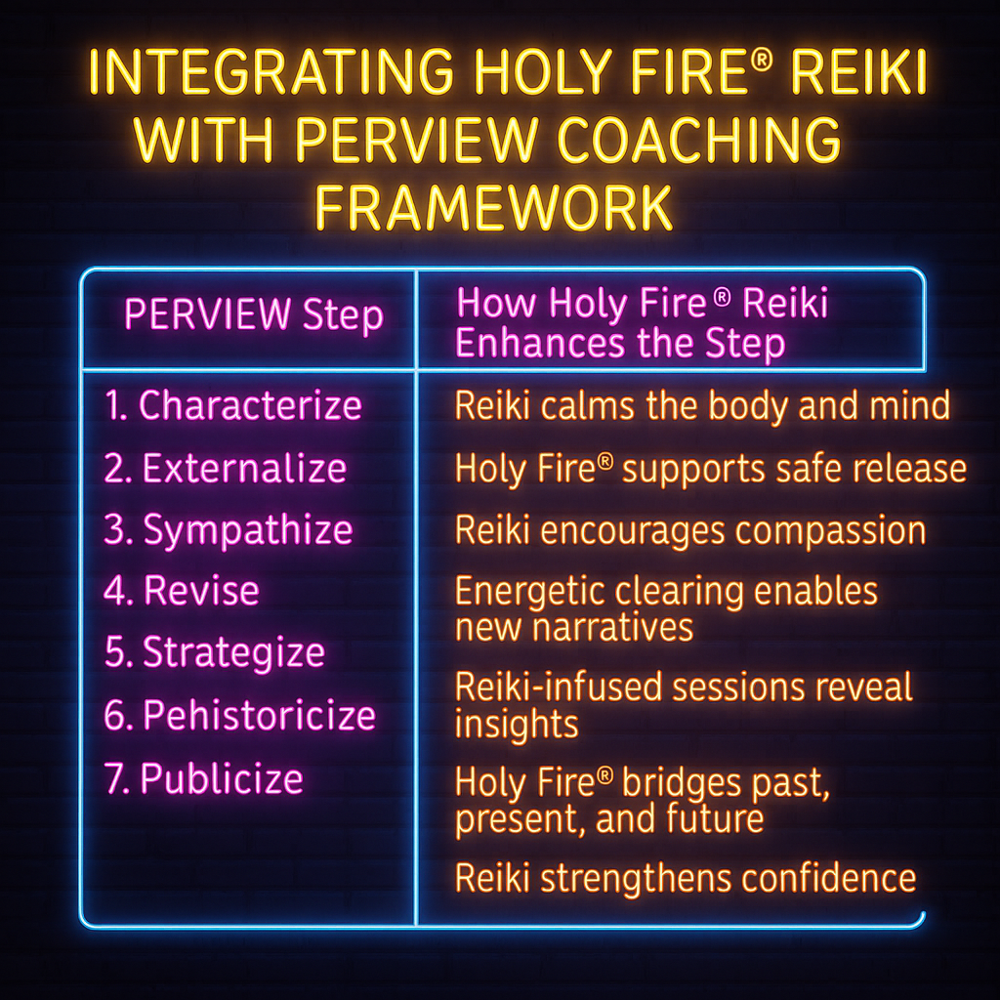 INTEGRATING HOLY FIRE® REIKI
WITH PERVIEW COACHING
FRAMEWORK
PERVIEW Step
How Holy Fire® Reiki
Enhances the Step
1. Characterize
Reiki calms the body and mind
2. Externalize
Holy Fire® supports safe release
3. Sympathize
Reiki encourages compassion
4. Revise
Energetic clearing enables
new narratives
5. Strategize
Reiki-infused sessions reveal
insights
6. Pehistoricize
Holy Fire® bridges past,
present, and future
7. Publicize
Reiki strengthens confidence